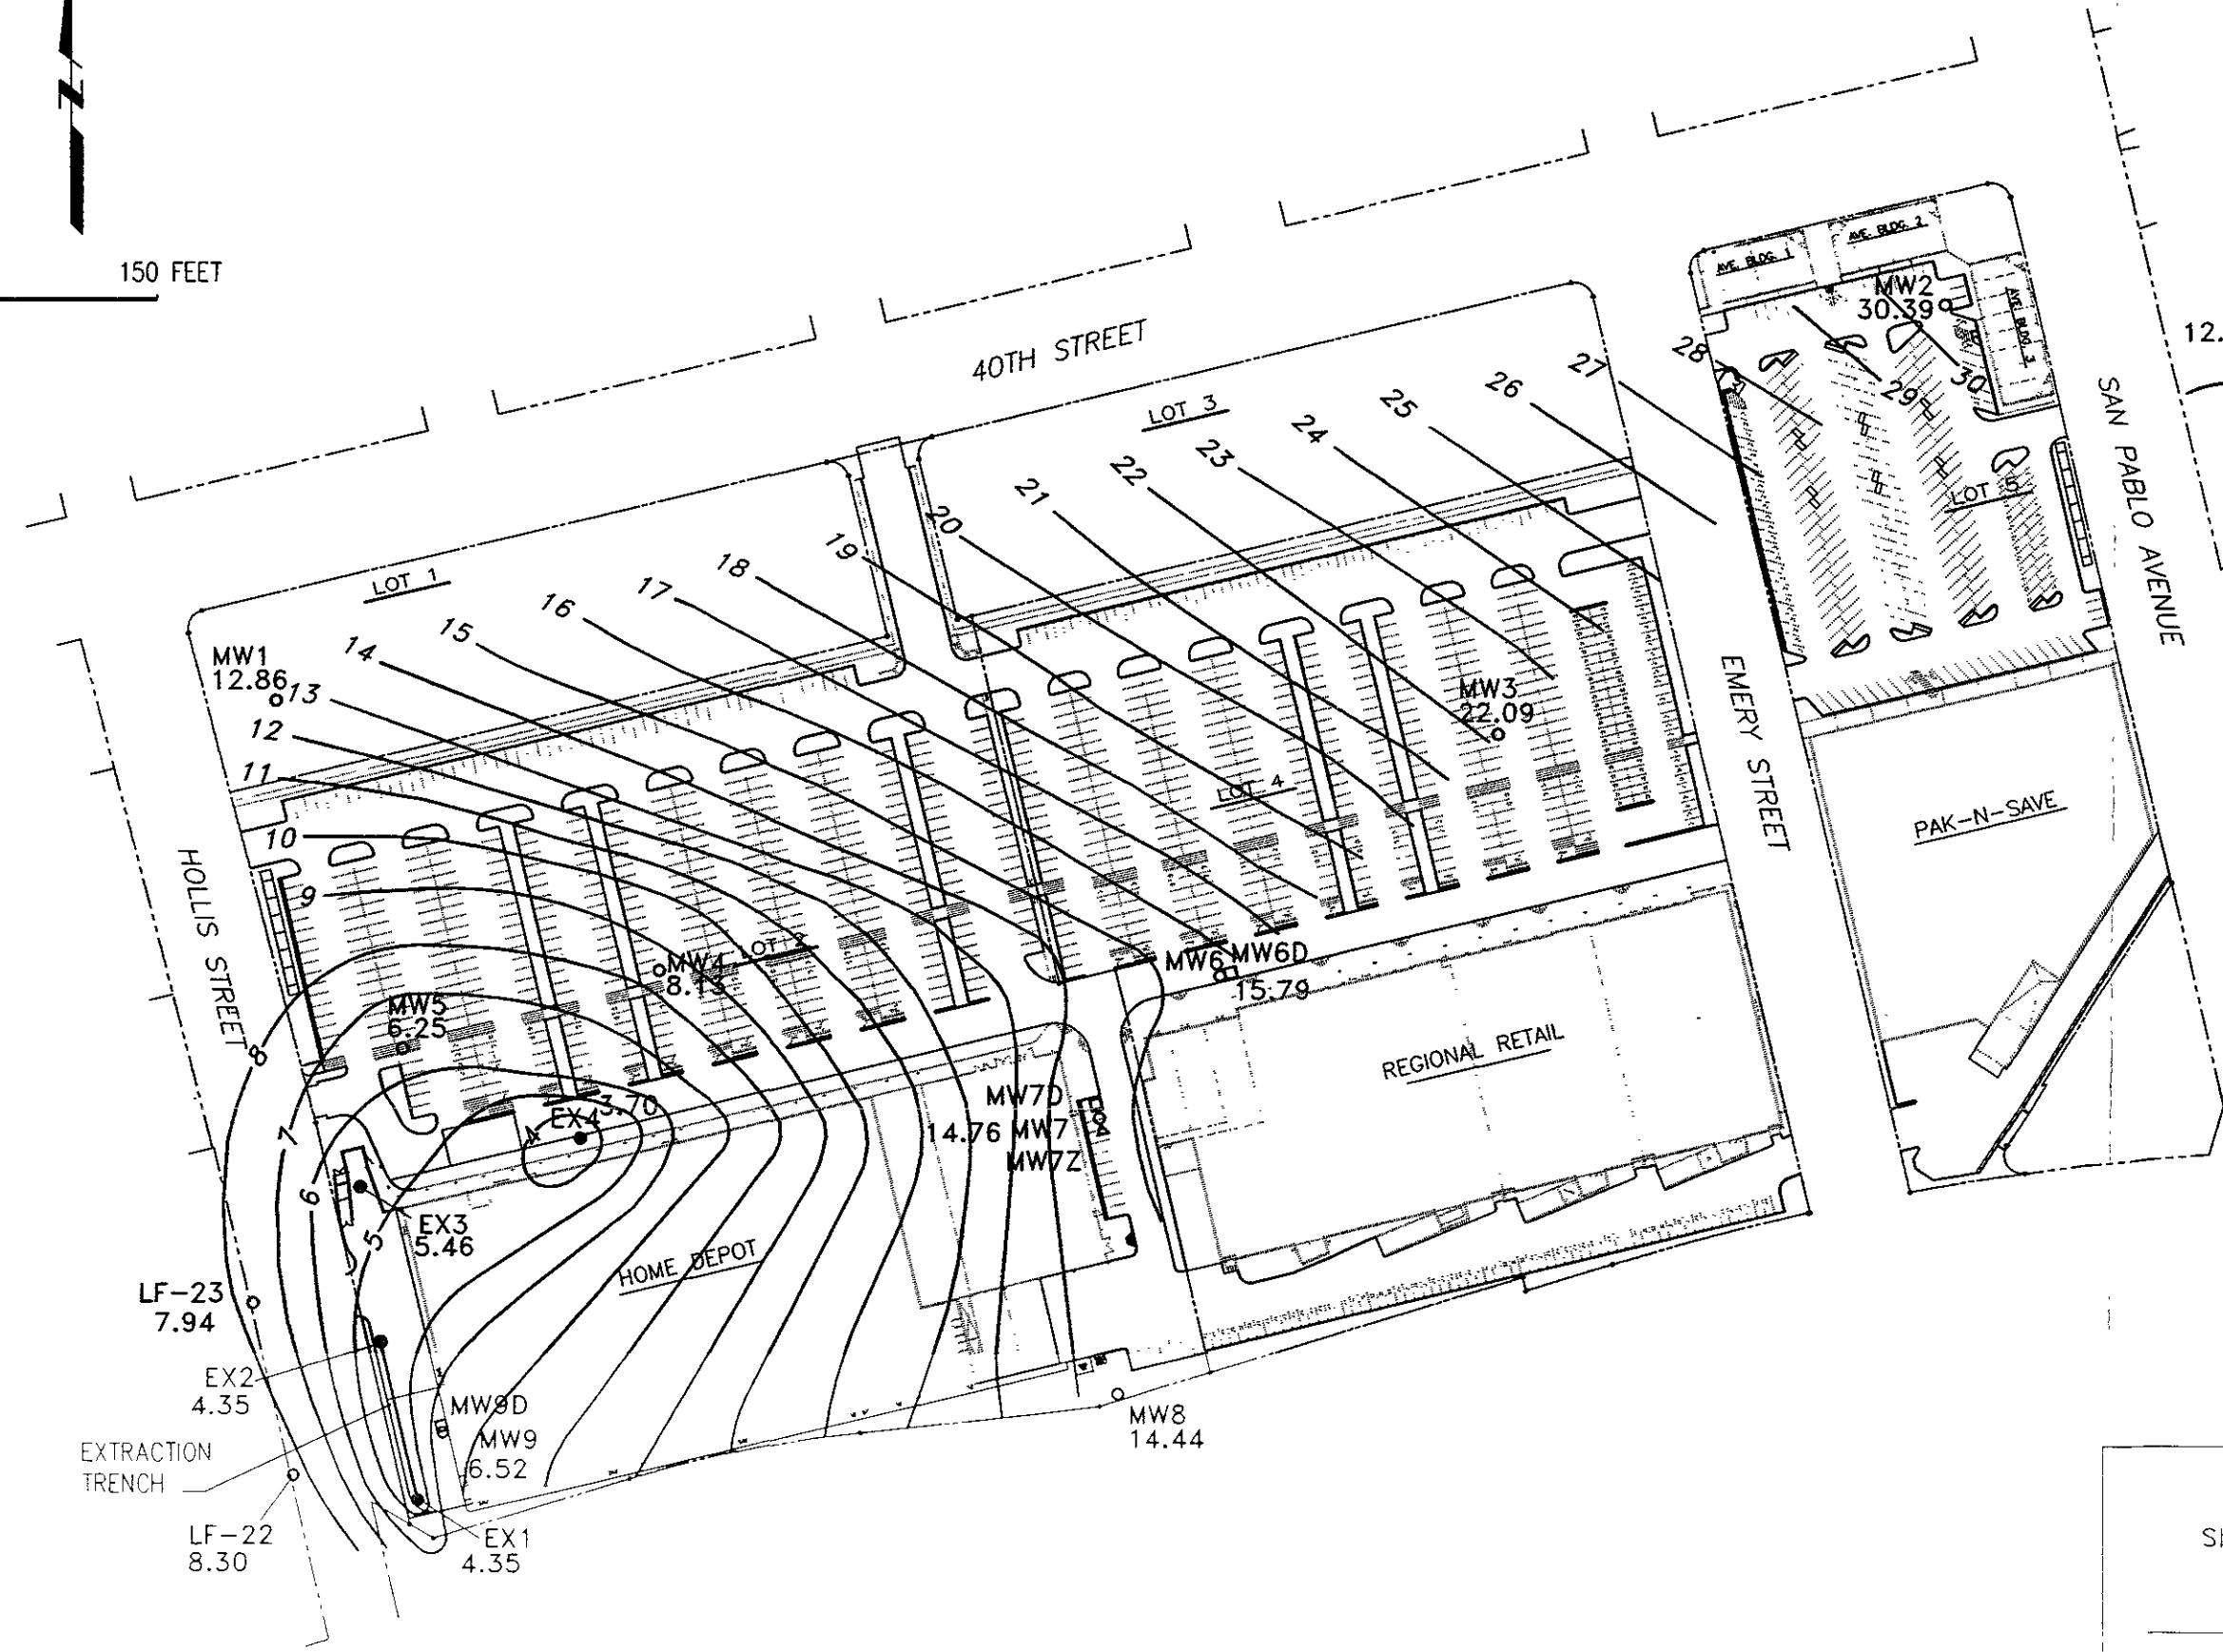 N
150 FEET
40TH STREET
AVE. BLDG. 1
AVE. BLDG. 2
AVE. BLDG. 3
MW2
30.39
12.
28
29
30
27
26
25
24
23
22
21
20
19
18
17
16
15
14
13
12
11
10
9
8
7
6
5
4
LOT 3
LOT 1
LOT 5
SAN PABLO AVENUE
MW1
12.86
MW3
22.09
EMERY STREET
LOT 4
PAK-N-SAVE
HOLLIS STREET
LOT 2
MW4
8.13
MW5
6.25
MW6
MW6D
15.79
REGIONAL RETAIL
3.70
EX4
MW7D
14.76 MW7
MW7Z
EX3
5.46
HOME DEPOT
LF-23
7.94
EX2
4.35
MW9D
MW9
6.52
MW8
14.44
EXTRACTION
TRENCH
LF-22
8.30
EX1
4.35